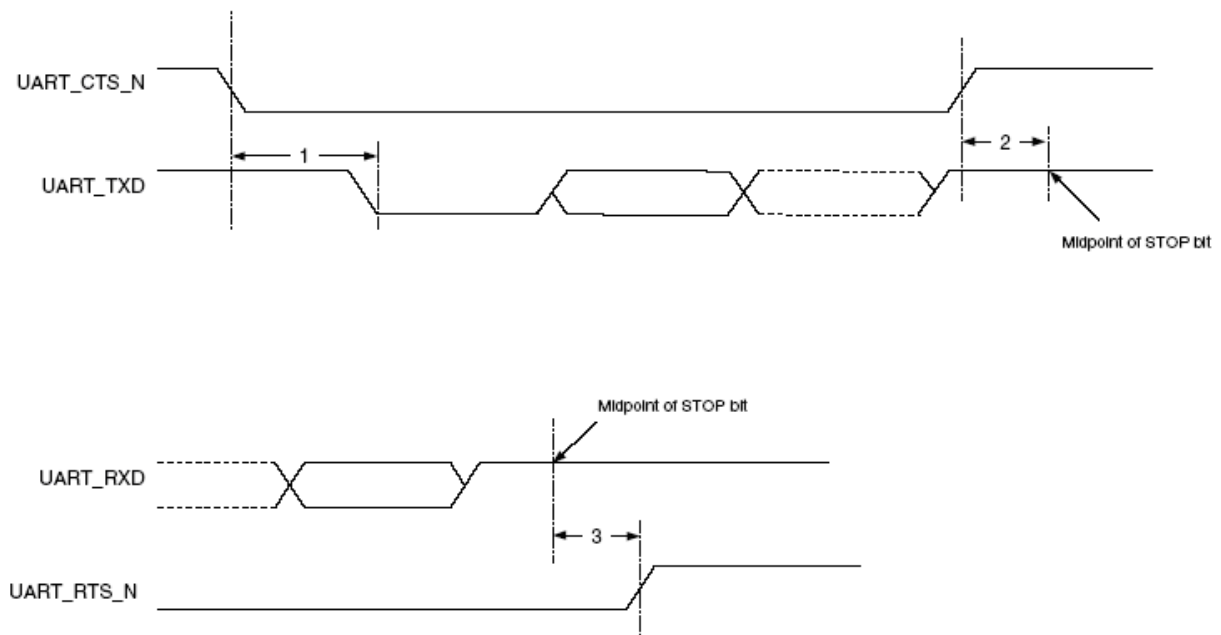 UART_CTS_N
1
2
UART_TXD
Midpoint of STOP bit
Midpoint of STOP bit
UART_RXD
3
UART_RTS_N